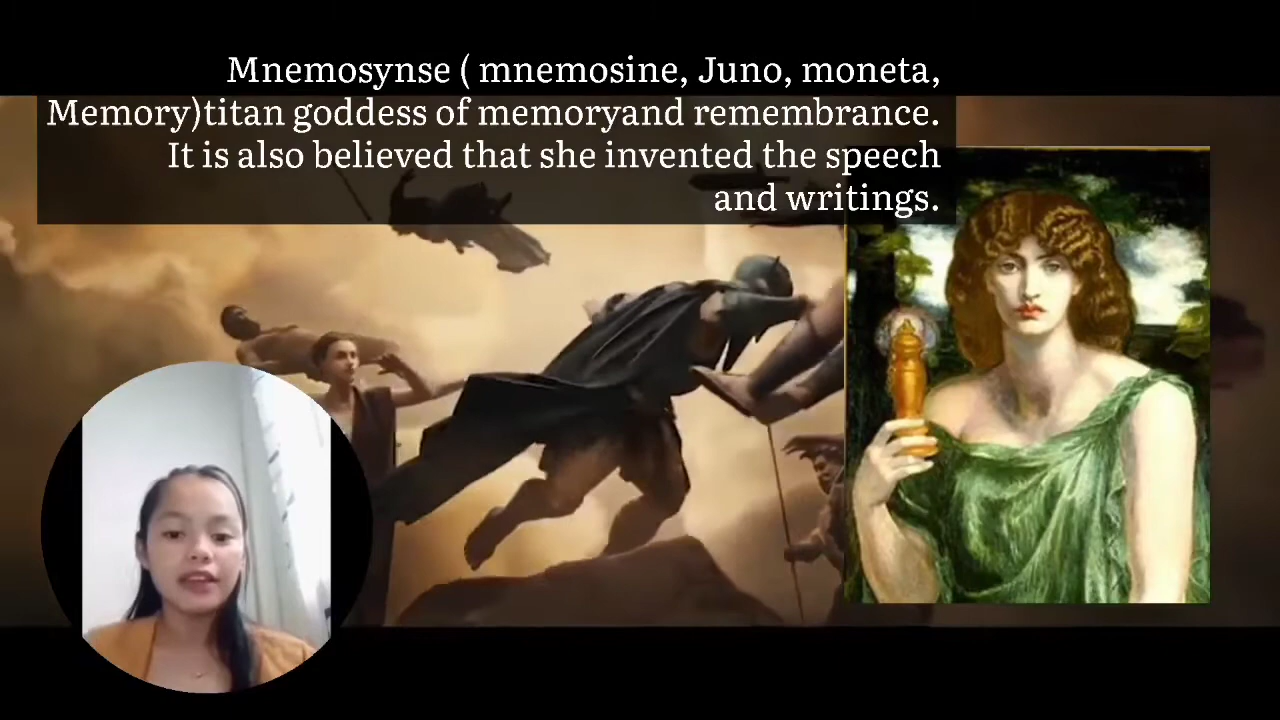 Mnemosynse ( mnemosine, Juno, moneta,
Memory)titan goddess of memoryand remembrance.
It is also believed that she invented the speech
and writings.